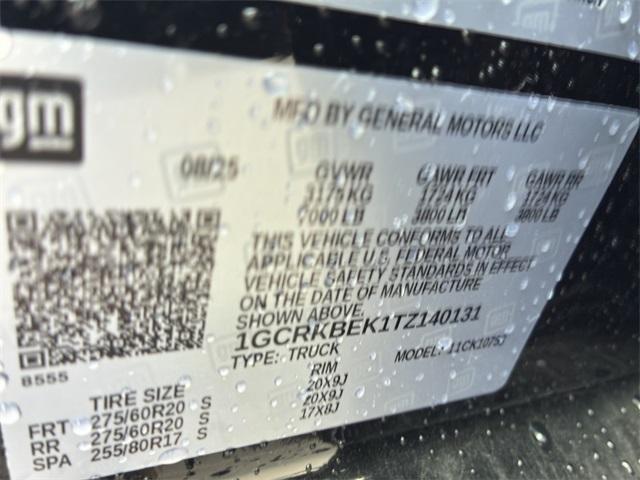 gm
MFD BY GENERAL MOTORS LLC
08/25 GVWR GAWR FRT GAWR RR
3175 KG 1724 KG 1724 KG
7000 LB 3800 LB 3800 LB
THIS VEHICLE CONFORMS TO ALL
APPLICABLE U.S. FEDERAL MOTOR
VEHICLE SAFETY STANDARDS IN EFFECT
ON THE DATE OF MANUFACTURE
SHOWN ABOVE.
1GCRKBEK1TZ140131
TYPE: TRUCK MODEL: 11CK10753
8555
TIRE SIZE RIM
FRT 275/60R20 S 20X9J
RR 275/60R20 S 20X9J
SPA 255/80R17 S 17X8J